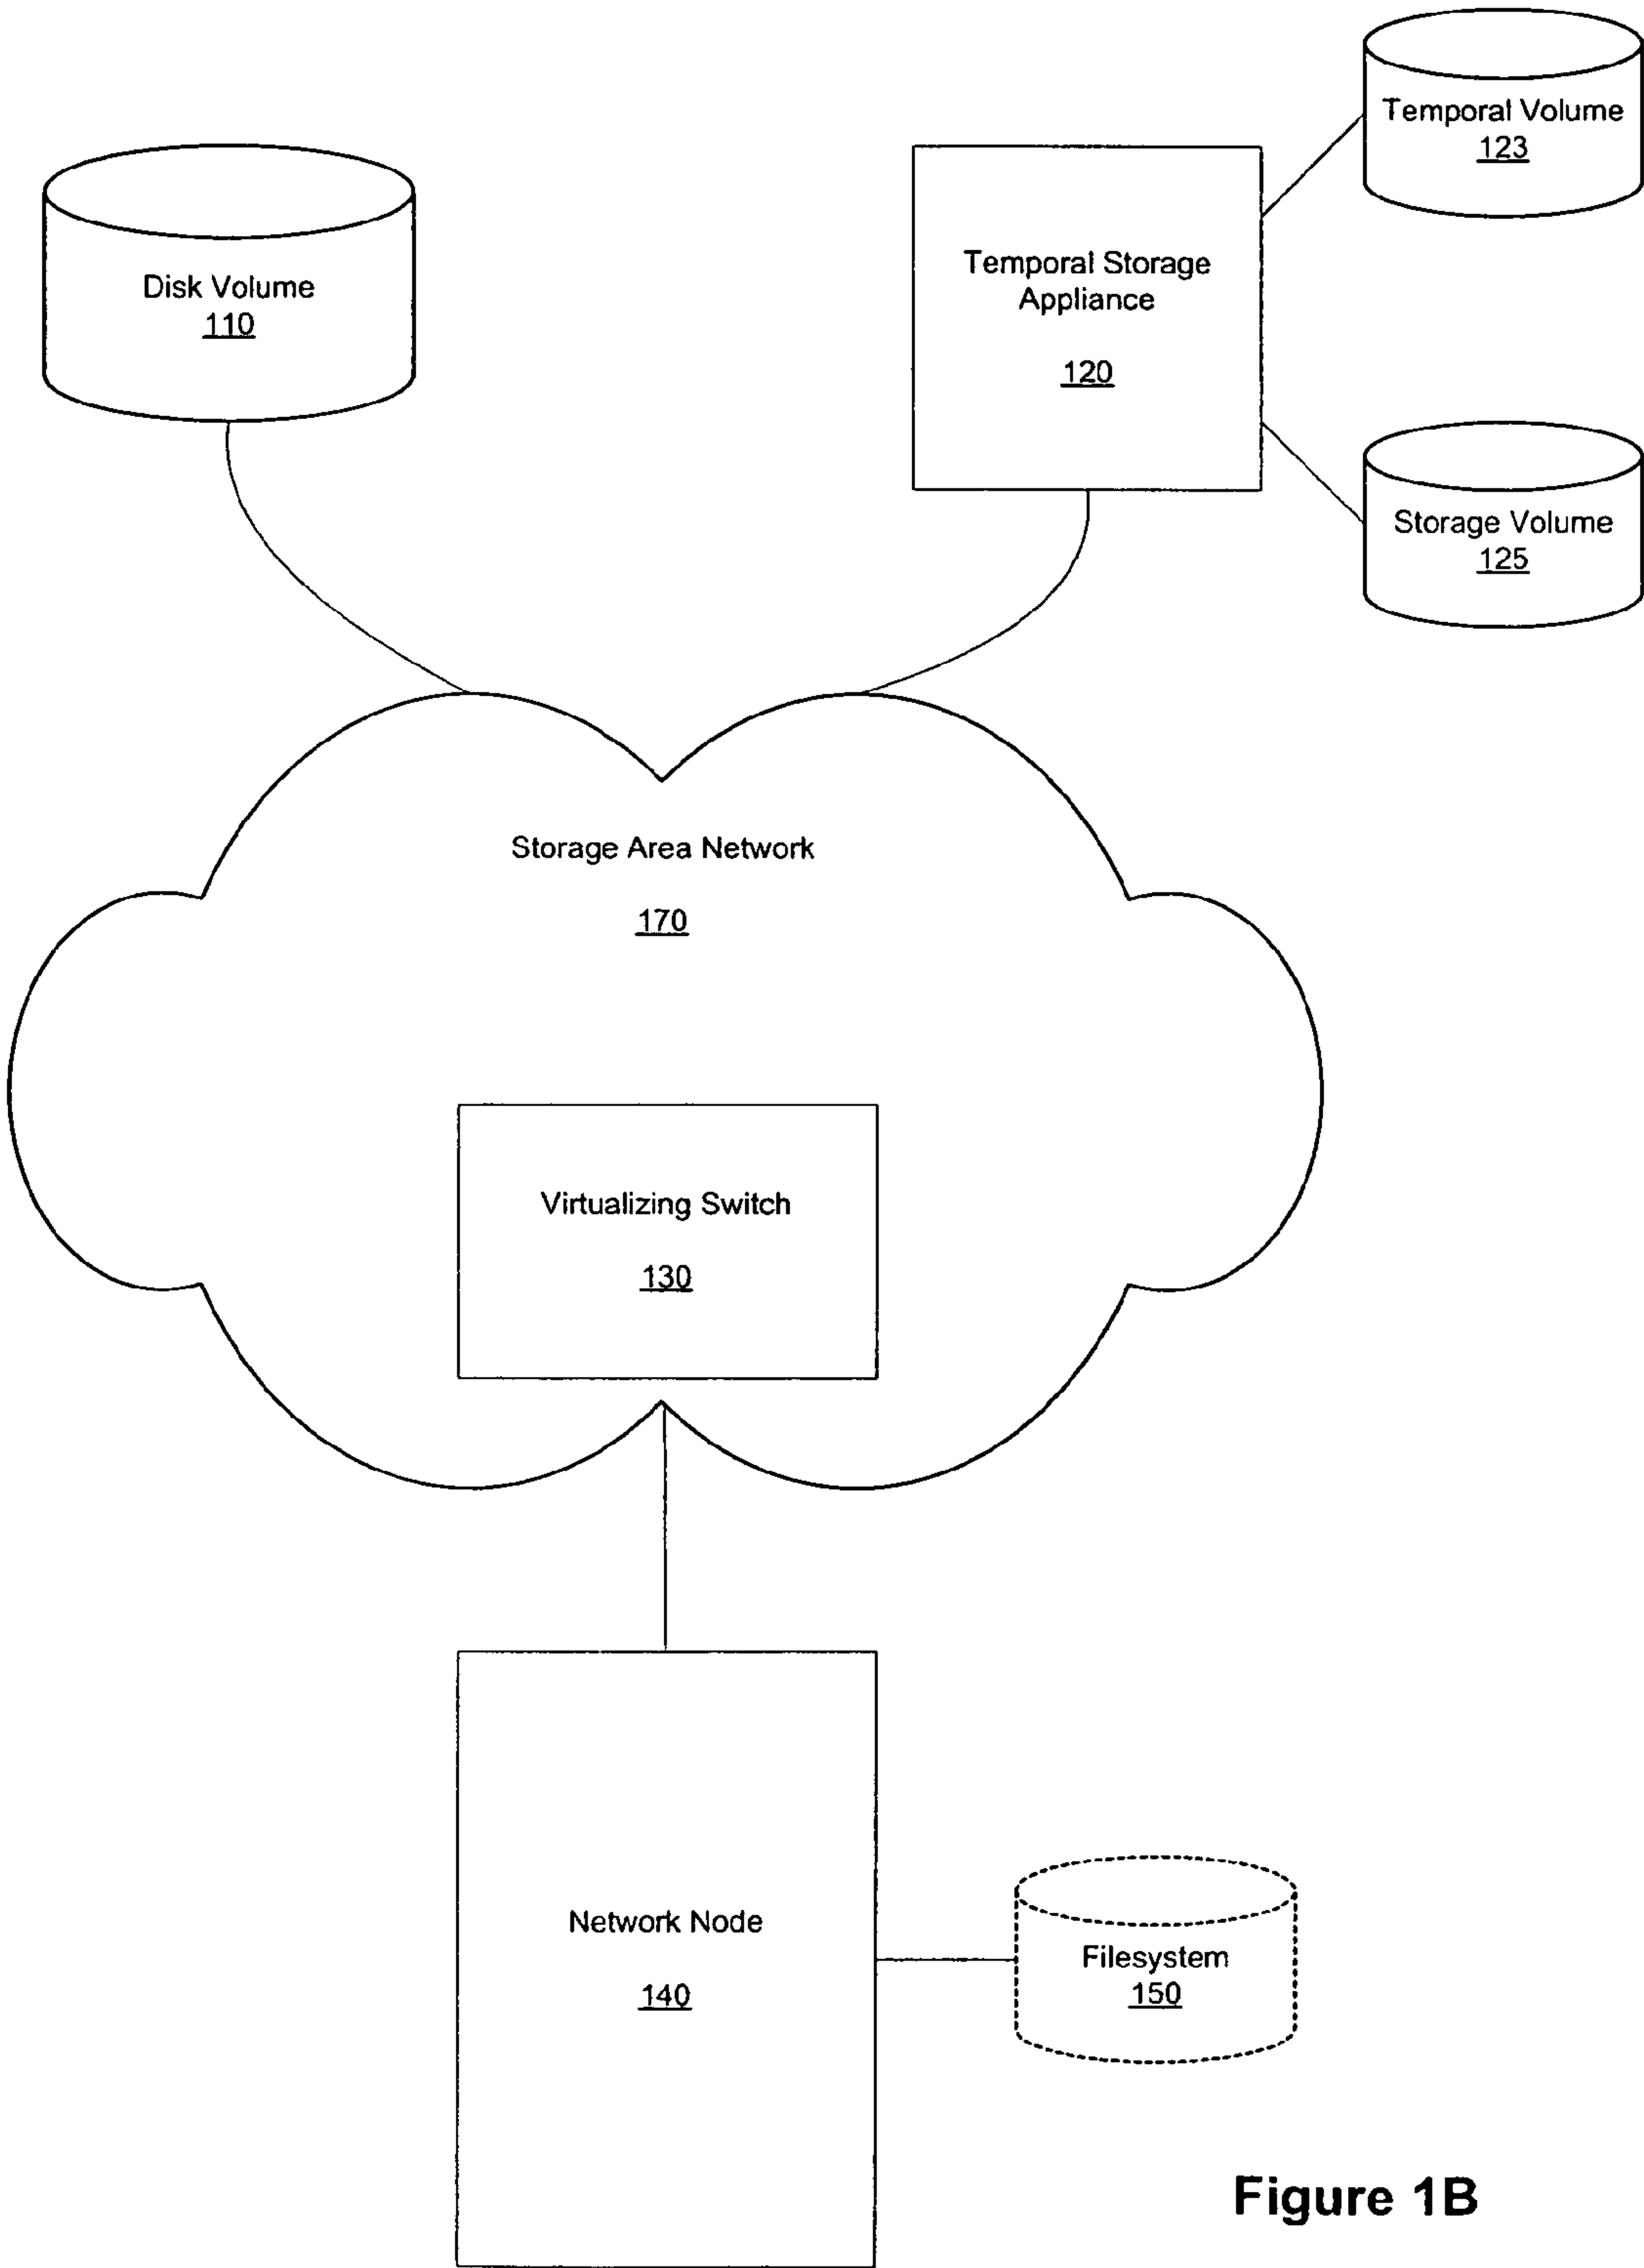 Temporal Volume
123
Disk Volume
110
Temporal Storage
Appliance
120
Storage Volume
125
Storage Area Network
170
Virtualizing Switch
130
Network Node
140
Filesystem
150
Figure 1B